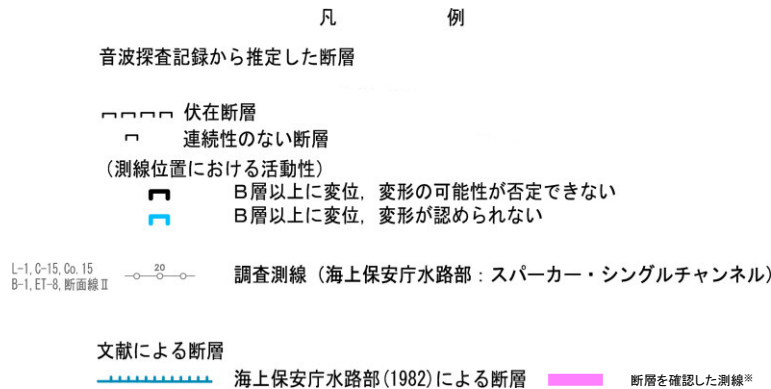 凡　例
音波探査記録から推定した断層
伏在断層
連続性のない断層
(測線位置における活動性)
B層以上に変位，変形の可能性が否定できない
B層以上に変位，変形が認められない
L-1, C-15, Co. 15
B-1, ET-8, 断面線Ⅱ
20
調査測線（海上保安庁水路部：スパーカー・シングルチャンネル）
文献による断層
海上保安庁水路部(1982)による断層
断層を確認した測線※